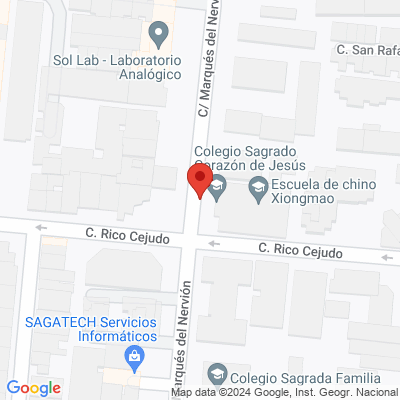 Sol Lab - Laboratorio
Analógico
C/ Marqués del Nervión
C. San Rafa
Colegio Sagrado
Corazón de Jesús
Escuela de chino
Xiongmao
C. Rico Cejudo
C. Rico Cejudo
SAGATECH Servicios
Informáticos
Marqués del Nervión
Colegio Sagrada Familia
Google
Map data ©2024 Google, Inst. Geogr. Nacional